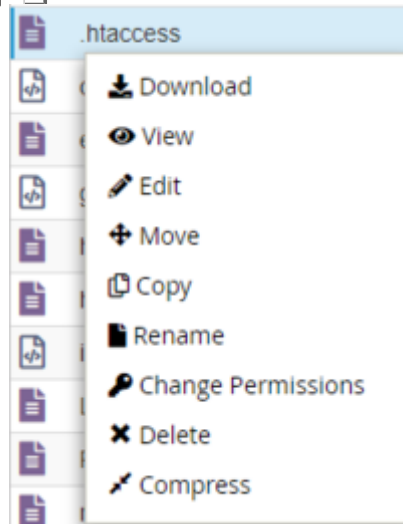 .htaccess
Download
View
Edit
Move
Copy
Rename
Change Permissions
Delete
Compress